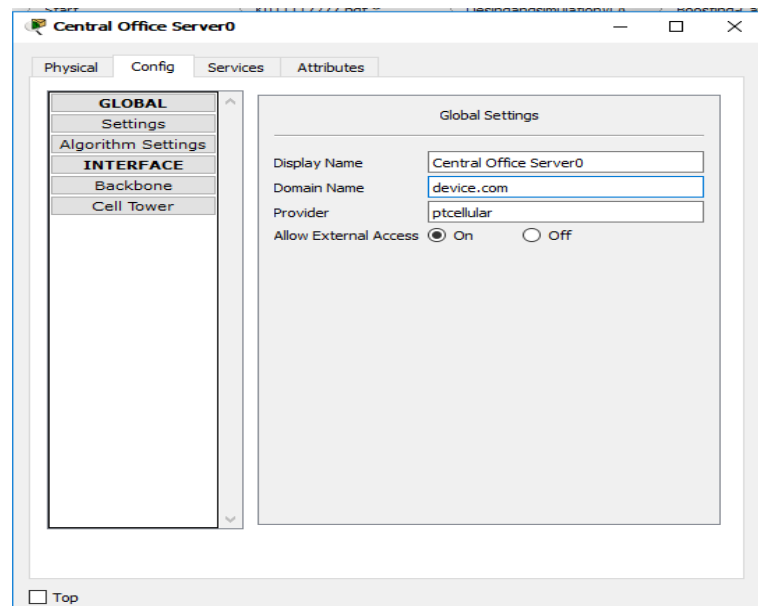 Central Office Server0
Physical Config Services Attributes
GLOBAL
Settings
Algorithm Settings
INTERFACE
Backbone
Cell Tower
Global Settings
Display Name Central Office Server0
Domain Name device.com
Provider ptcellular
Allow External Access On Off
Top